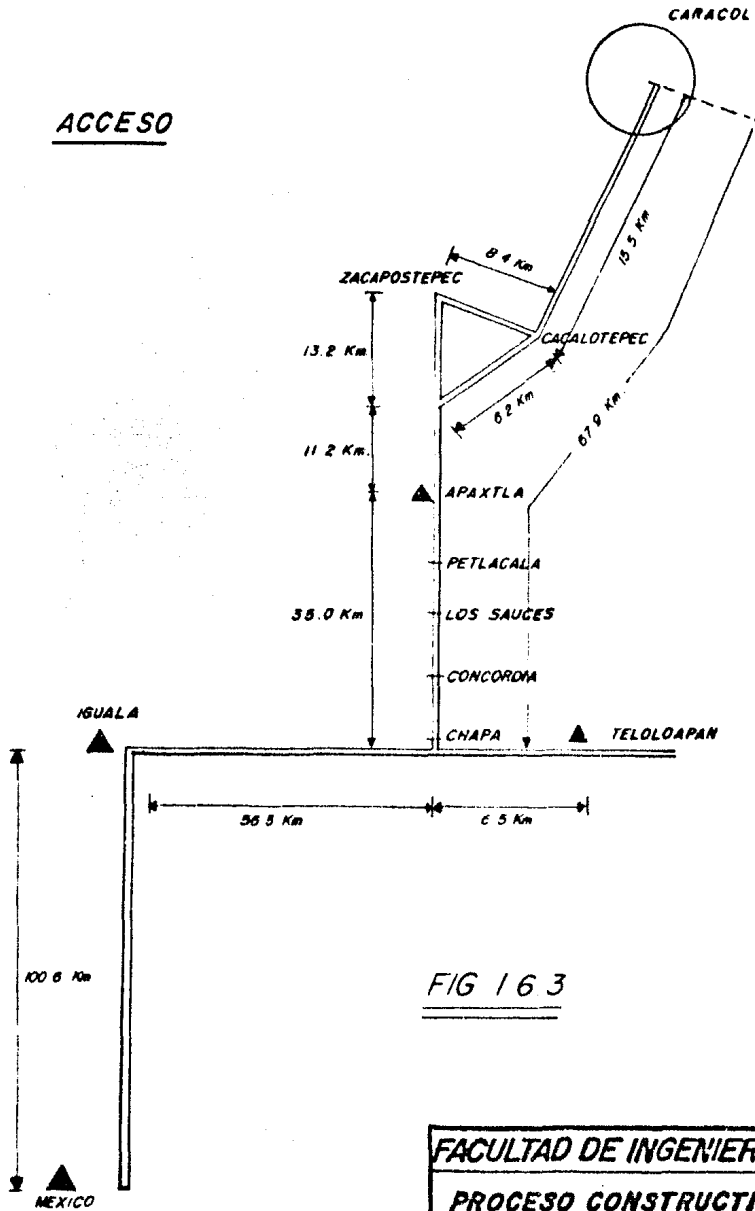 CARACOL
ACCESO
8 4 Km
15.5 Km
ZACAPOSTEPEC
CACALOTEPEC
13.2 Km.
6.2 Km
67.9 Km.
11.2 Km.
APAXTLA
PETLACALA
35.0 Km
LOS SAUCES
CONCORDIA
IGUALA
CHAPA
TELOLOAPAN
56 5 Km
6 5 Km
100 6 Km
FIG 1 6 3
FACULTAD DE INGENIER
MEXICO
PROCESO CONSTRUCTI